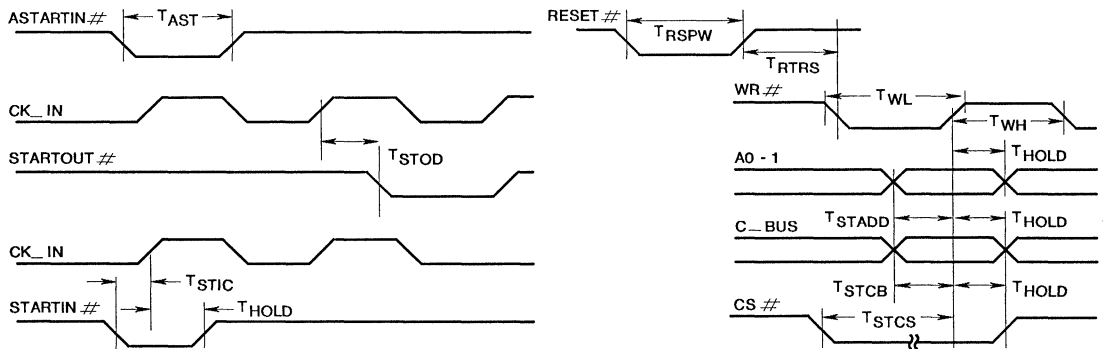 ASTARTIN#
TAST
CK_IN
TSTOD
STARTOUT#
CK_IN
TSTIC
STARTIN#
THOLD
RESET#
TRSPW
TRTRS
WR#
TWL
TWH
THOLD
A0 - 1
TSTADD
THOLD
C_BUS
TSTCB
THOLD
CS#
TSTCS